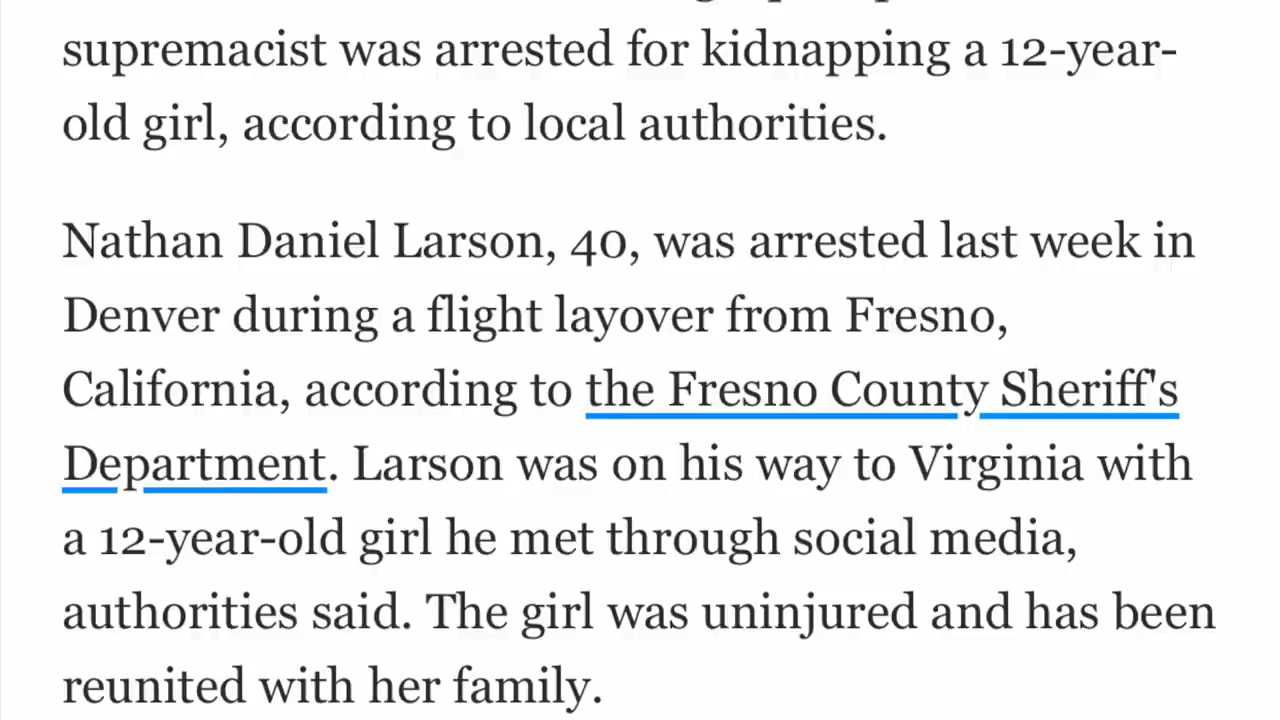 supremacist was arrested for kidnapping a 12-year-
old girl, according to local authorities.
Nathan Daniel Larson, 40, was arrested last week in
Denver during a flight layover from Fresno,
California, according to the Fresno County Sheriff's
Department. Larson was on his way to Virginia with
a 12-year-old girl he met through social media,
authorities said. The girl was uninjured and has been
reunited with her family.